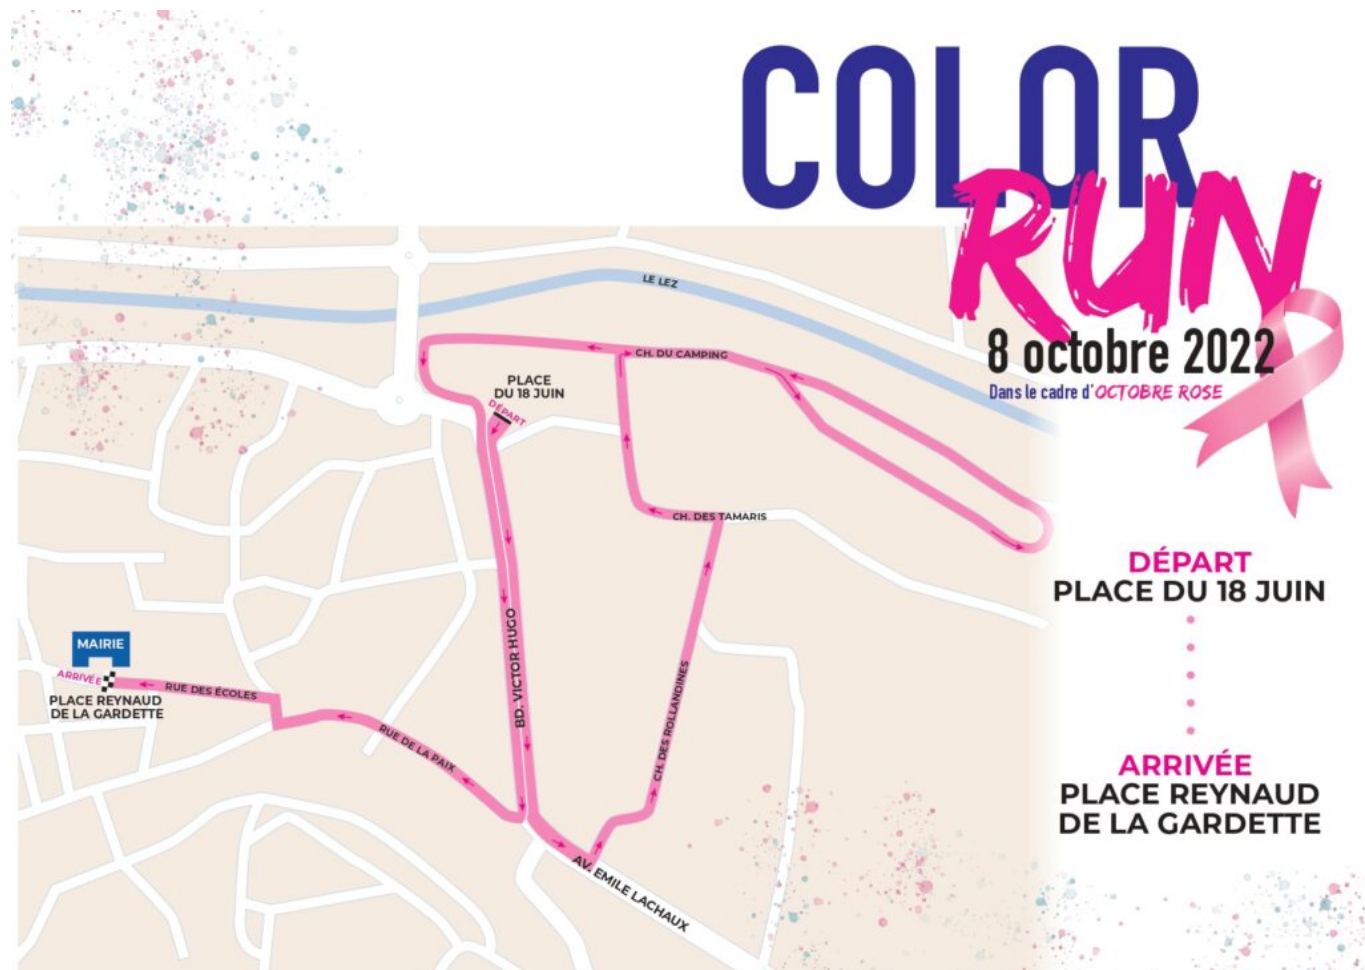 COLOR
RUN
8 octobre 2022
Dans le cadre d'OCTOBRE ROSE
LE LEZ
CH. DU CAMPING
PLACE
DU 18 JUIN
DÉPART
CH. DES TAMARIS
BD. VICTOR HUGO
CH. DES ROLLANDINES
MAIRIE
ARRIVÉE
RUE DES ÉCOLES
PLACE REYNAUD
DE LA GARDETTE
RUE DE LA PAIX
AV. EMILE LACHAUX
DÉPART
PLACE DU 18 JUIN
ARRIVÉE
PLACE REYNAUD
DE LA GARDETTE